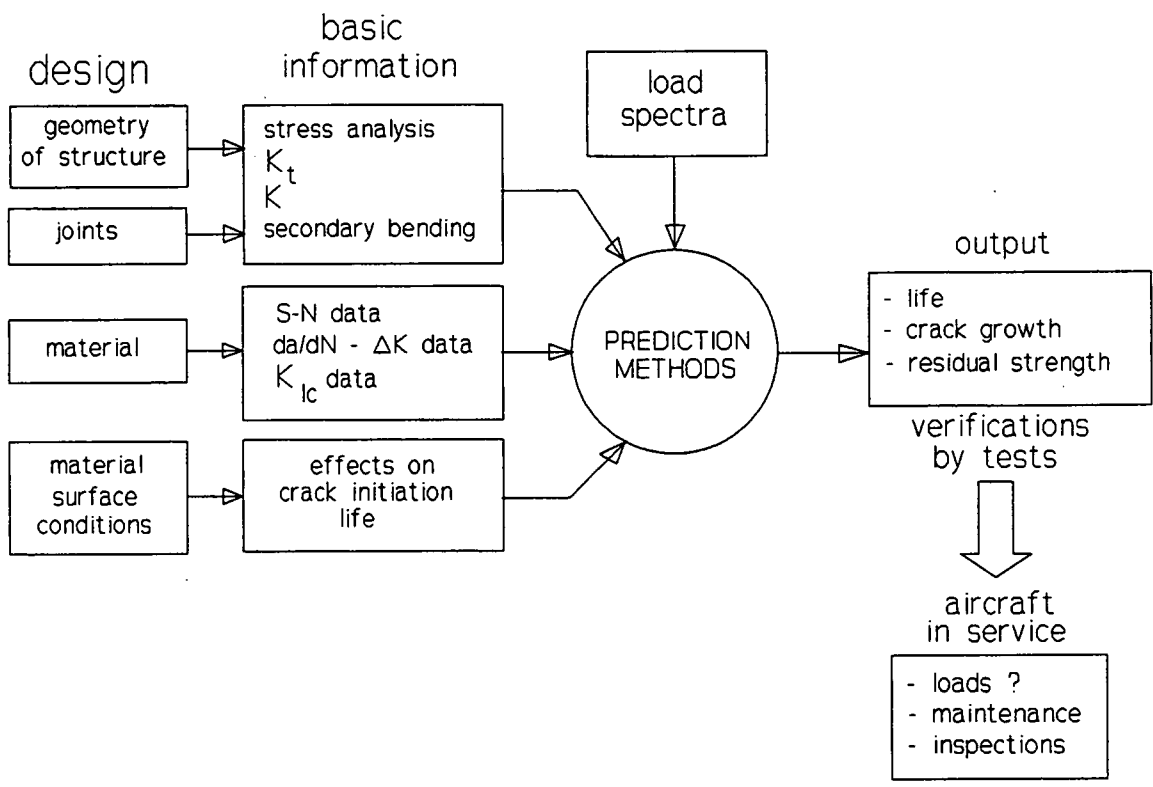 design
geometry
of structure
joints
material
material
surface
conditions
basic
information
stress analysis
Kt
K
secondary bending
S-N data
da/dN - ΔK data
KIc data
effects on
crack initiation
life
load
spectra
PREDICTION
METHODS
output
- life
- crack growth
- residual strength
verifications
by tests
aircraft
in service
- loads ?
- maintenance
- inspections